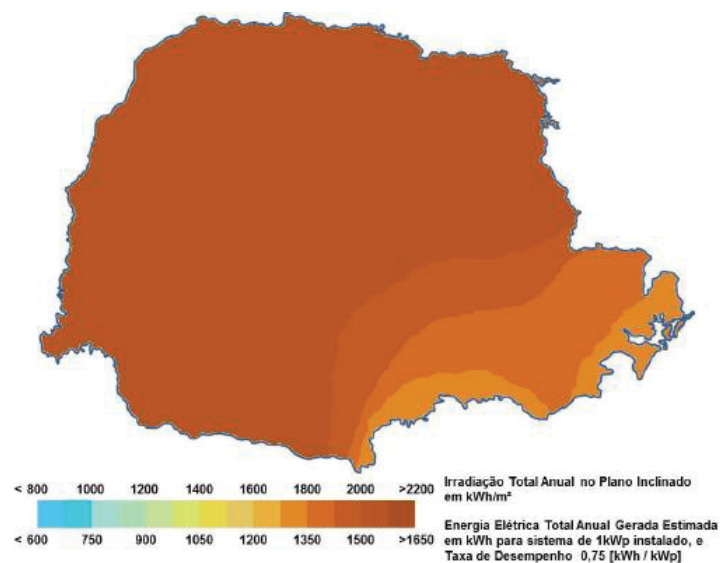 < 800 1000 1200 1400 1600 1800 2000 >2200
< 600 750 900 1050 1200 1350 1500 >1650
Irradiação Total Anual no Plano Inclinado
em kWh/m²
Energia Elétrica Total Anual Gerada Estimada
em kWh para sistema de 1kWp instalado, e
Taxa de Desempenho 0,75 [kWh / kWp]